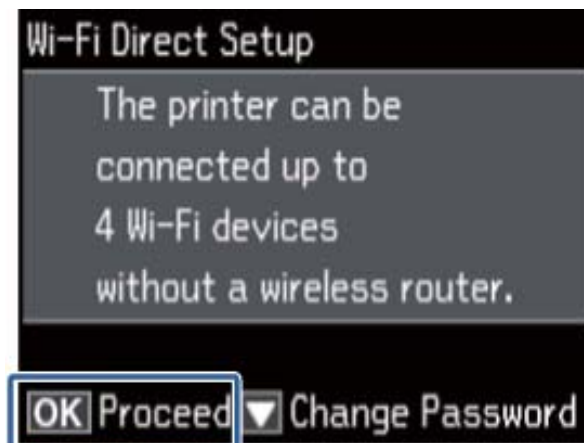 Wi-Fi Direct Setup
The printer can be
connected up to
4 Wi-Fi devices
without a wireless router.
OK Proceed ▼ Change Password